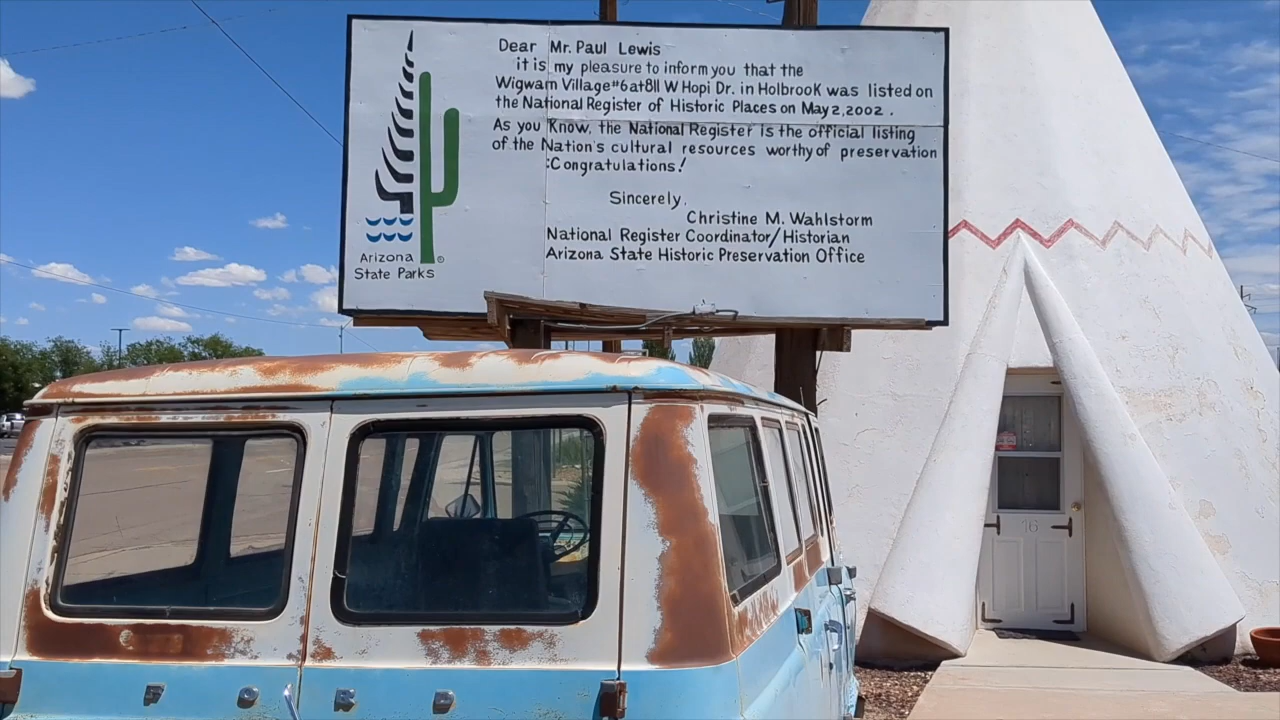 Dear Mr. Paul Lewis
it is my pleasure to inform you that the
Wigwam Village #6 at 811 W Hopi Dr. in Holbrook was listed on
the National Register of Historic Places on May 2, 2002.
As you Know, the National Register is the official listing
of the Nation's cultural resources worthy of preservation
:Congratulations!
Sincerely,
Christine M. Wahlstorm
National Register Coordinator/Historian
Arizona State Historic Preservation Office
Arizona
State Parks ®
16